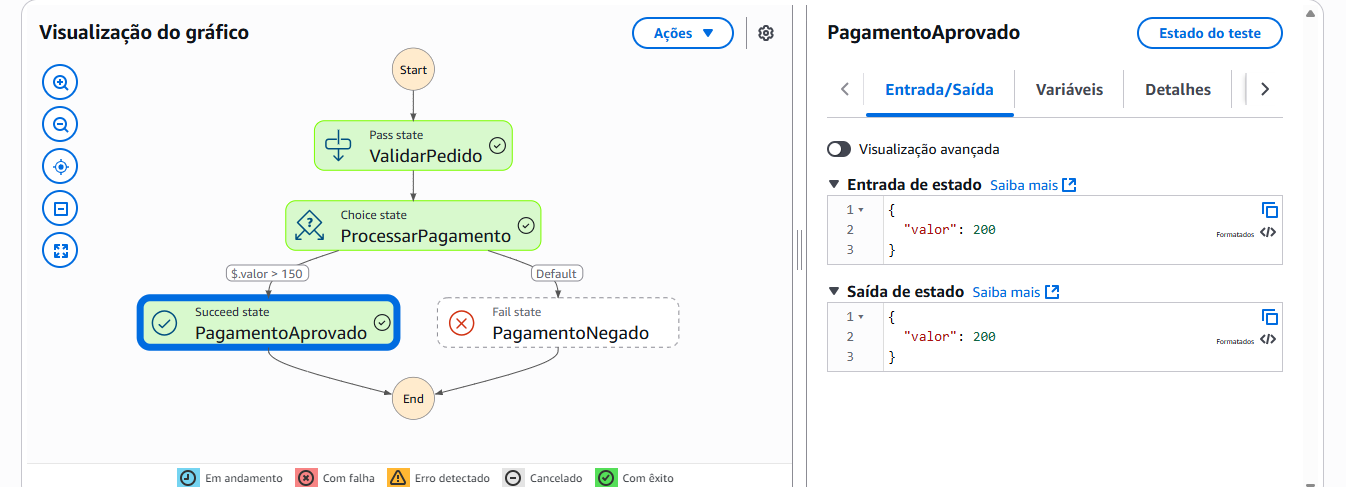 Visualização do gráfico
Ações
Start
Pass state
ValidarPedido
Choice state
ProcessarPagamento
$.valor > 150
Default
Succeed state
PagamentoAprovado
Fail state
PagamentoNegado
End
Em andamento
Com falha
Erro detectado
Cancelado
Com êxito
PagamentoAprovado
Estado do teste
Entrada/Saída
Variáveis
Detalhes
Visualização avançada
Entrada de estado Saiba mais
1 {
2 "valor": 200
3 }
Formatados
Saída de estado Saiba mais
1 {
2 "valor": 200
3 }
Formatados